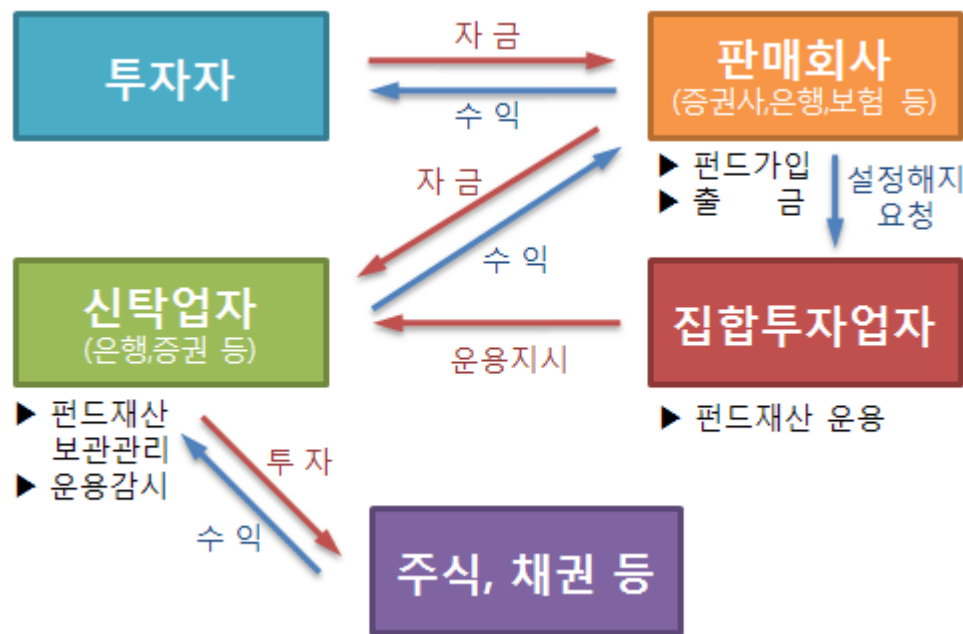 투자자
자 금
수 익
판매회사
(증권사,은행,보험 등)
▶ 펀드가입
▶ 출 금
설정해지
요청
자 금
수 익
신탁업자
(은행,증권 등)
운용지시
집합투자업자
▶ 펀드재산
보관관리
▶ 운용감시
▶ 펀드재산 운용
투 자
수 익
주식, 채권 등